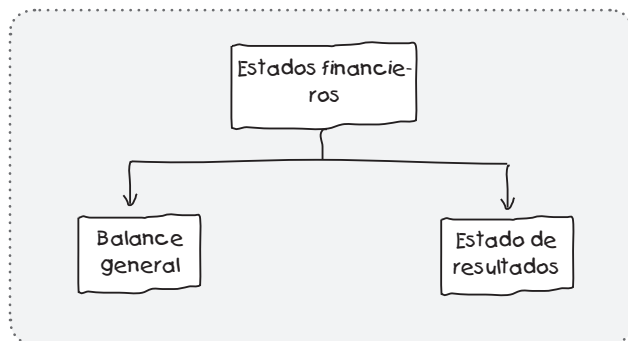 Estados financie-
ros
Balance
general
Estado de
resultados